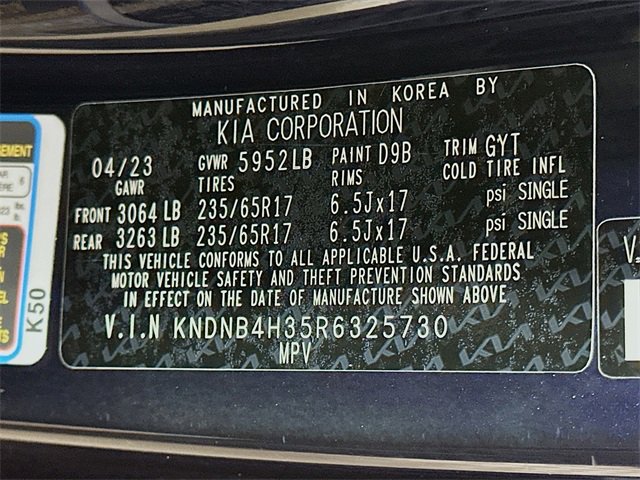 MANUFACTURED IN KOREA BY
KIA CORPORATION
04/23 GVWR 5952LB PAINT D9B TRIM GYT
GAWR TIRES RIMS COLD TIRE INFL
FRONT 3064 LB 235/65R17 6.5Jx17 psi SINGLE
REAR 3263 LB 235/65R17 6.5Jx17 psi SINGLE
THIS VEHICLE CONFORMS TO ALL APPLICABLE U.S.A. FEDERAL
MOTOR VEHICLE SAFETY AND THEFT PREVENTION STANDARDS
IN EFFECT ON THE DATE OF MANUFACTURE SHOWN ABOVE
V.I.N KNDNB4H35R6325730
MPV
K50